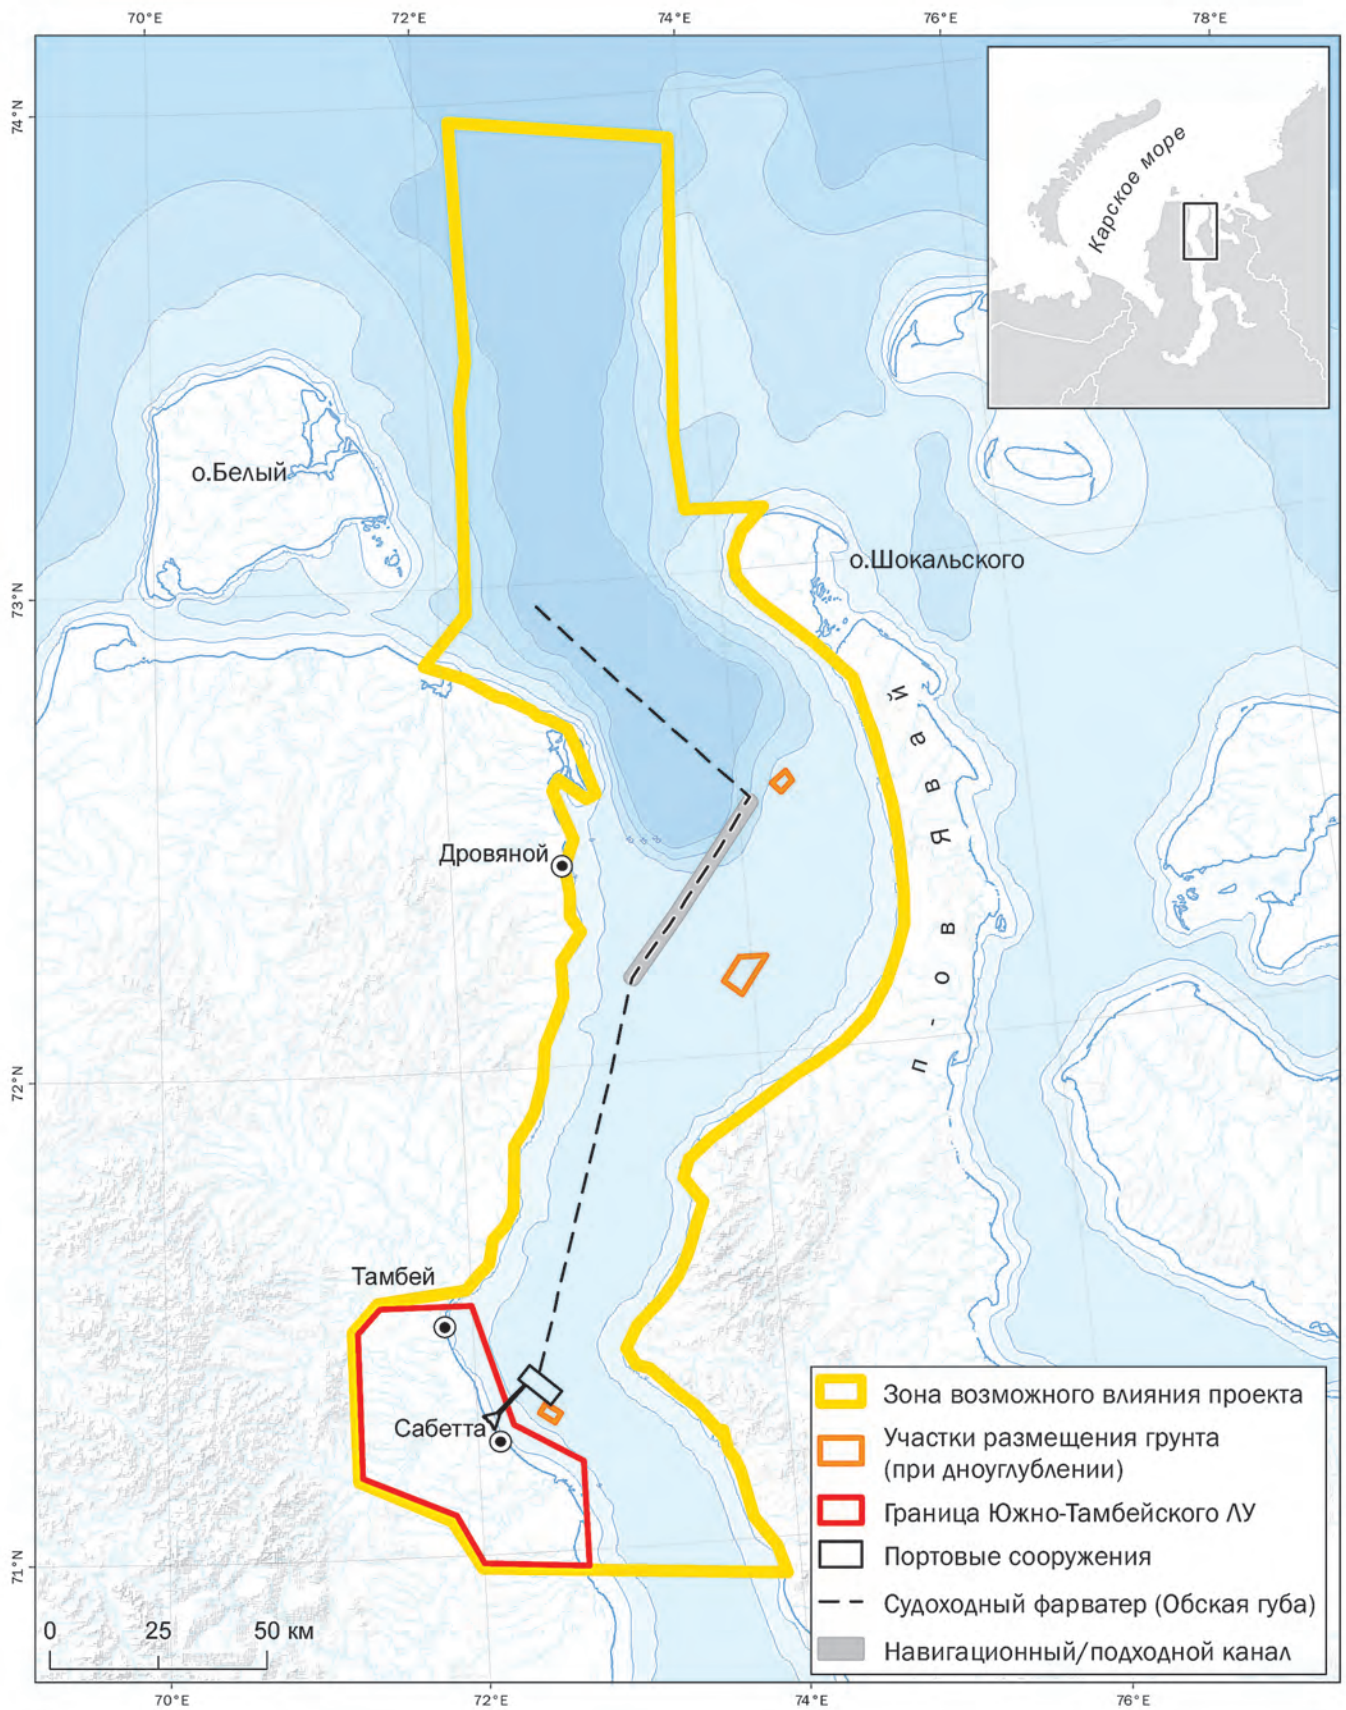 70°E
72°E
74°E
76°E
78°E
74°N
Карское море
о.Белый
о.Шокальского
73°N
п-ов Явай
Дровяной
72°N
Тамбей
Сабетта
71°N
Зона возможного влияния проекта
Участки размещения грунта
(при дноуглублении)
Граница Южно-Тамбейского ЛУ
Портовые сооружения
Судоходный фарватер (Обская губа)
Навигационный/подходной канал
0 25 50 км
70°E
72°E
74°E
76°E